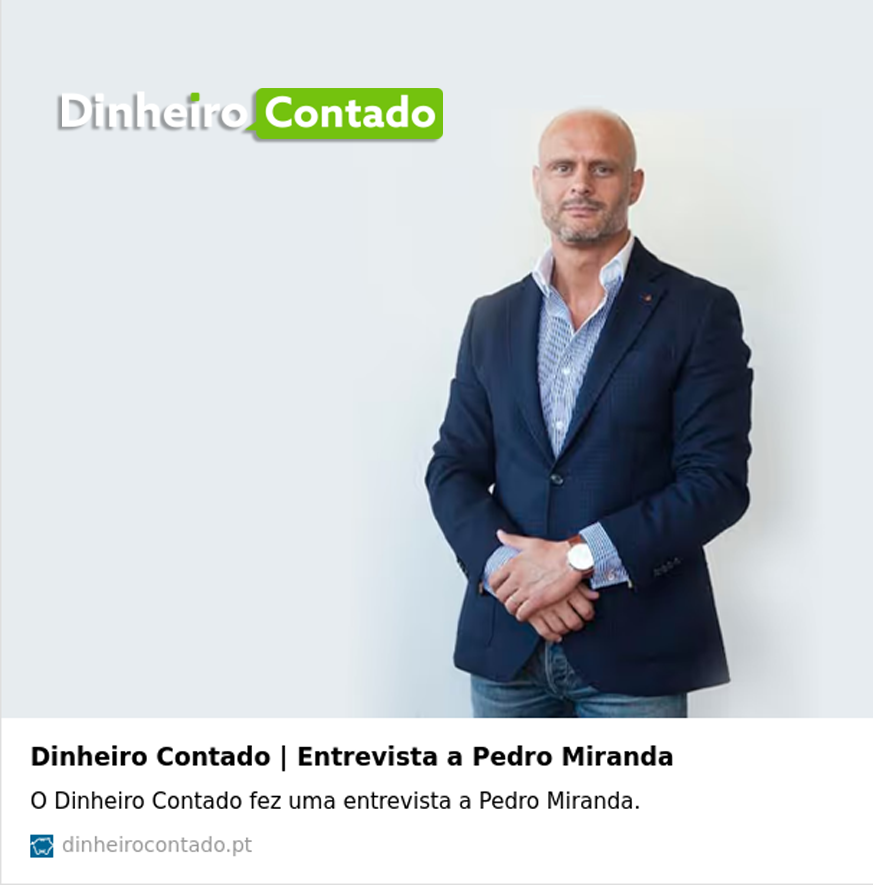 Dinheiro Contado
Dinheiro Contado | Entrevista a Pedro Miranda
O Dinheiro Contado fez uma entrevista a Pedro Miranda.
dinheirocontado.pt